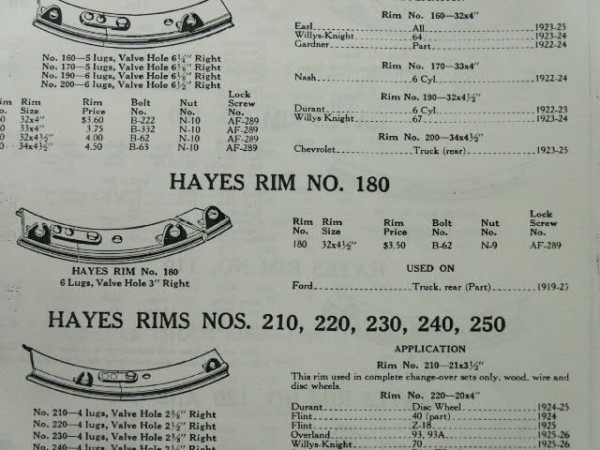 No. 160—5 lugs, Valve Hole 6½" Right
No. 170—5 lugs, Valve Hole 6½" Right
No. 190—6 lugs, Valve Hole 6½" Right
No. 200—6 lugs, Valve Hole 6½" Right
Rim No. Rim Size Rim Price Bolt No. Nut No. Lock Screw No.
32x4" $3.60 B-222 N-10 AF-289
33x4" 3.75 B-332 N-10 AF-289
32x4½" 4.00 B-62 N-10 AF-289
34x4½" 4.50 B-63 N-10 AF-289
Rim No. 160—32x4"
Earl All 1923-25
Willys-Knight 64 1923-24
Gardner Part 1922-24
Rim No. 170—33x4"
Nash 6 Cyl. 1922-24
Rim No. 190—32x4½"
Durant 6 Cyl. 1922-23
Willys Knight 67 1923-24
Rim No. 200—34x4½"
Chevrolet Truck (rear) 1923-25
HAYES RIM NO. 180
HAYES RIM No. 180
6 Lugs, Valve Hole 3" Right
Rim No. Rim Size Rim Price Bolt No. Nut No. Lock Screw No.
180 32x4½" $3.50 B-62 N-9 AF-289
USED ON
Ford Truck, rear (Part) 1919-25
HAYES RIMS NOS. 210, 220, 230, 240, 250
No. 210—4 lugs, Valve Hole Right
No. 220—4 lugs, Valve Hole 2½" Right
No. 230—4 lugs, Valve Hole Right
No. 240—4 lugs, Valve Hole Right
APPLICATION
Rim No. 210—21x3½"
This rim used in complete change-over sets only, wood, wire and
disc wheels.
Rim No. 220—20x4"
Durant Disc Wheel 1924-25
Flint 40 (part) 1924
Flint Z-18 1925
Overland 93, 93A 1925-26
Willys-Knight 70 1925-26